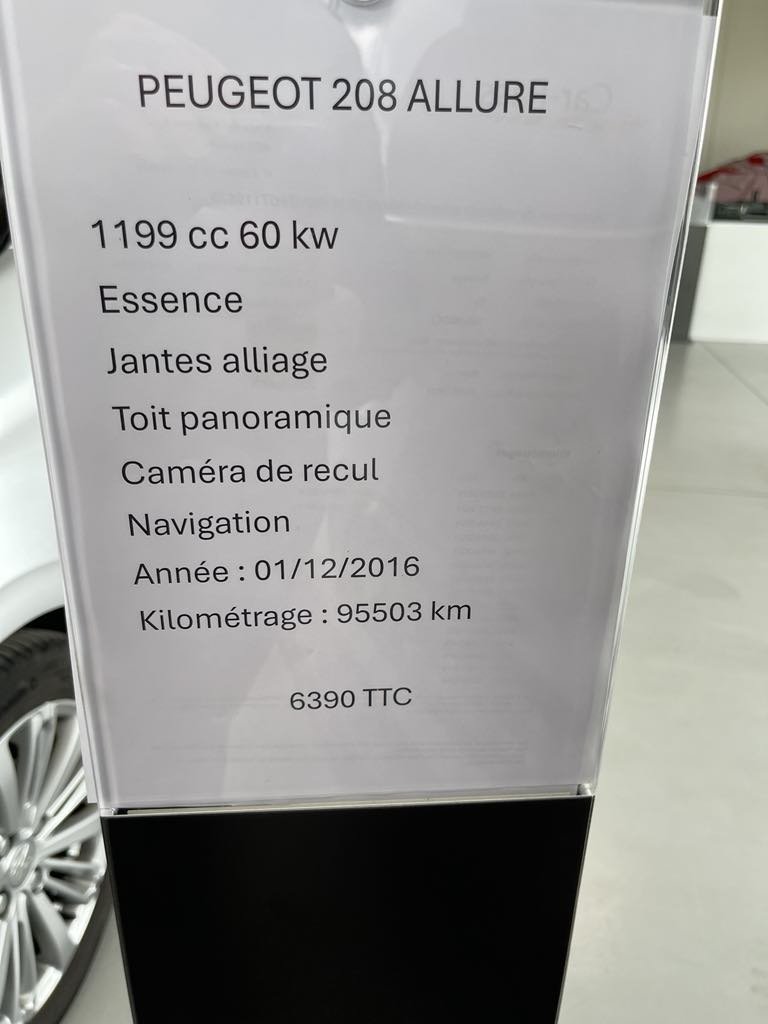 PEUGEOT 208 ALLURE
1199 cc 60 kw
Essence
Jantes alliage
Toit panoramique
Caméra de recul
Navigation
Année : 01/12/2016
Kilométrage : 95503 km
6390 TTC